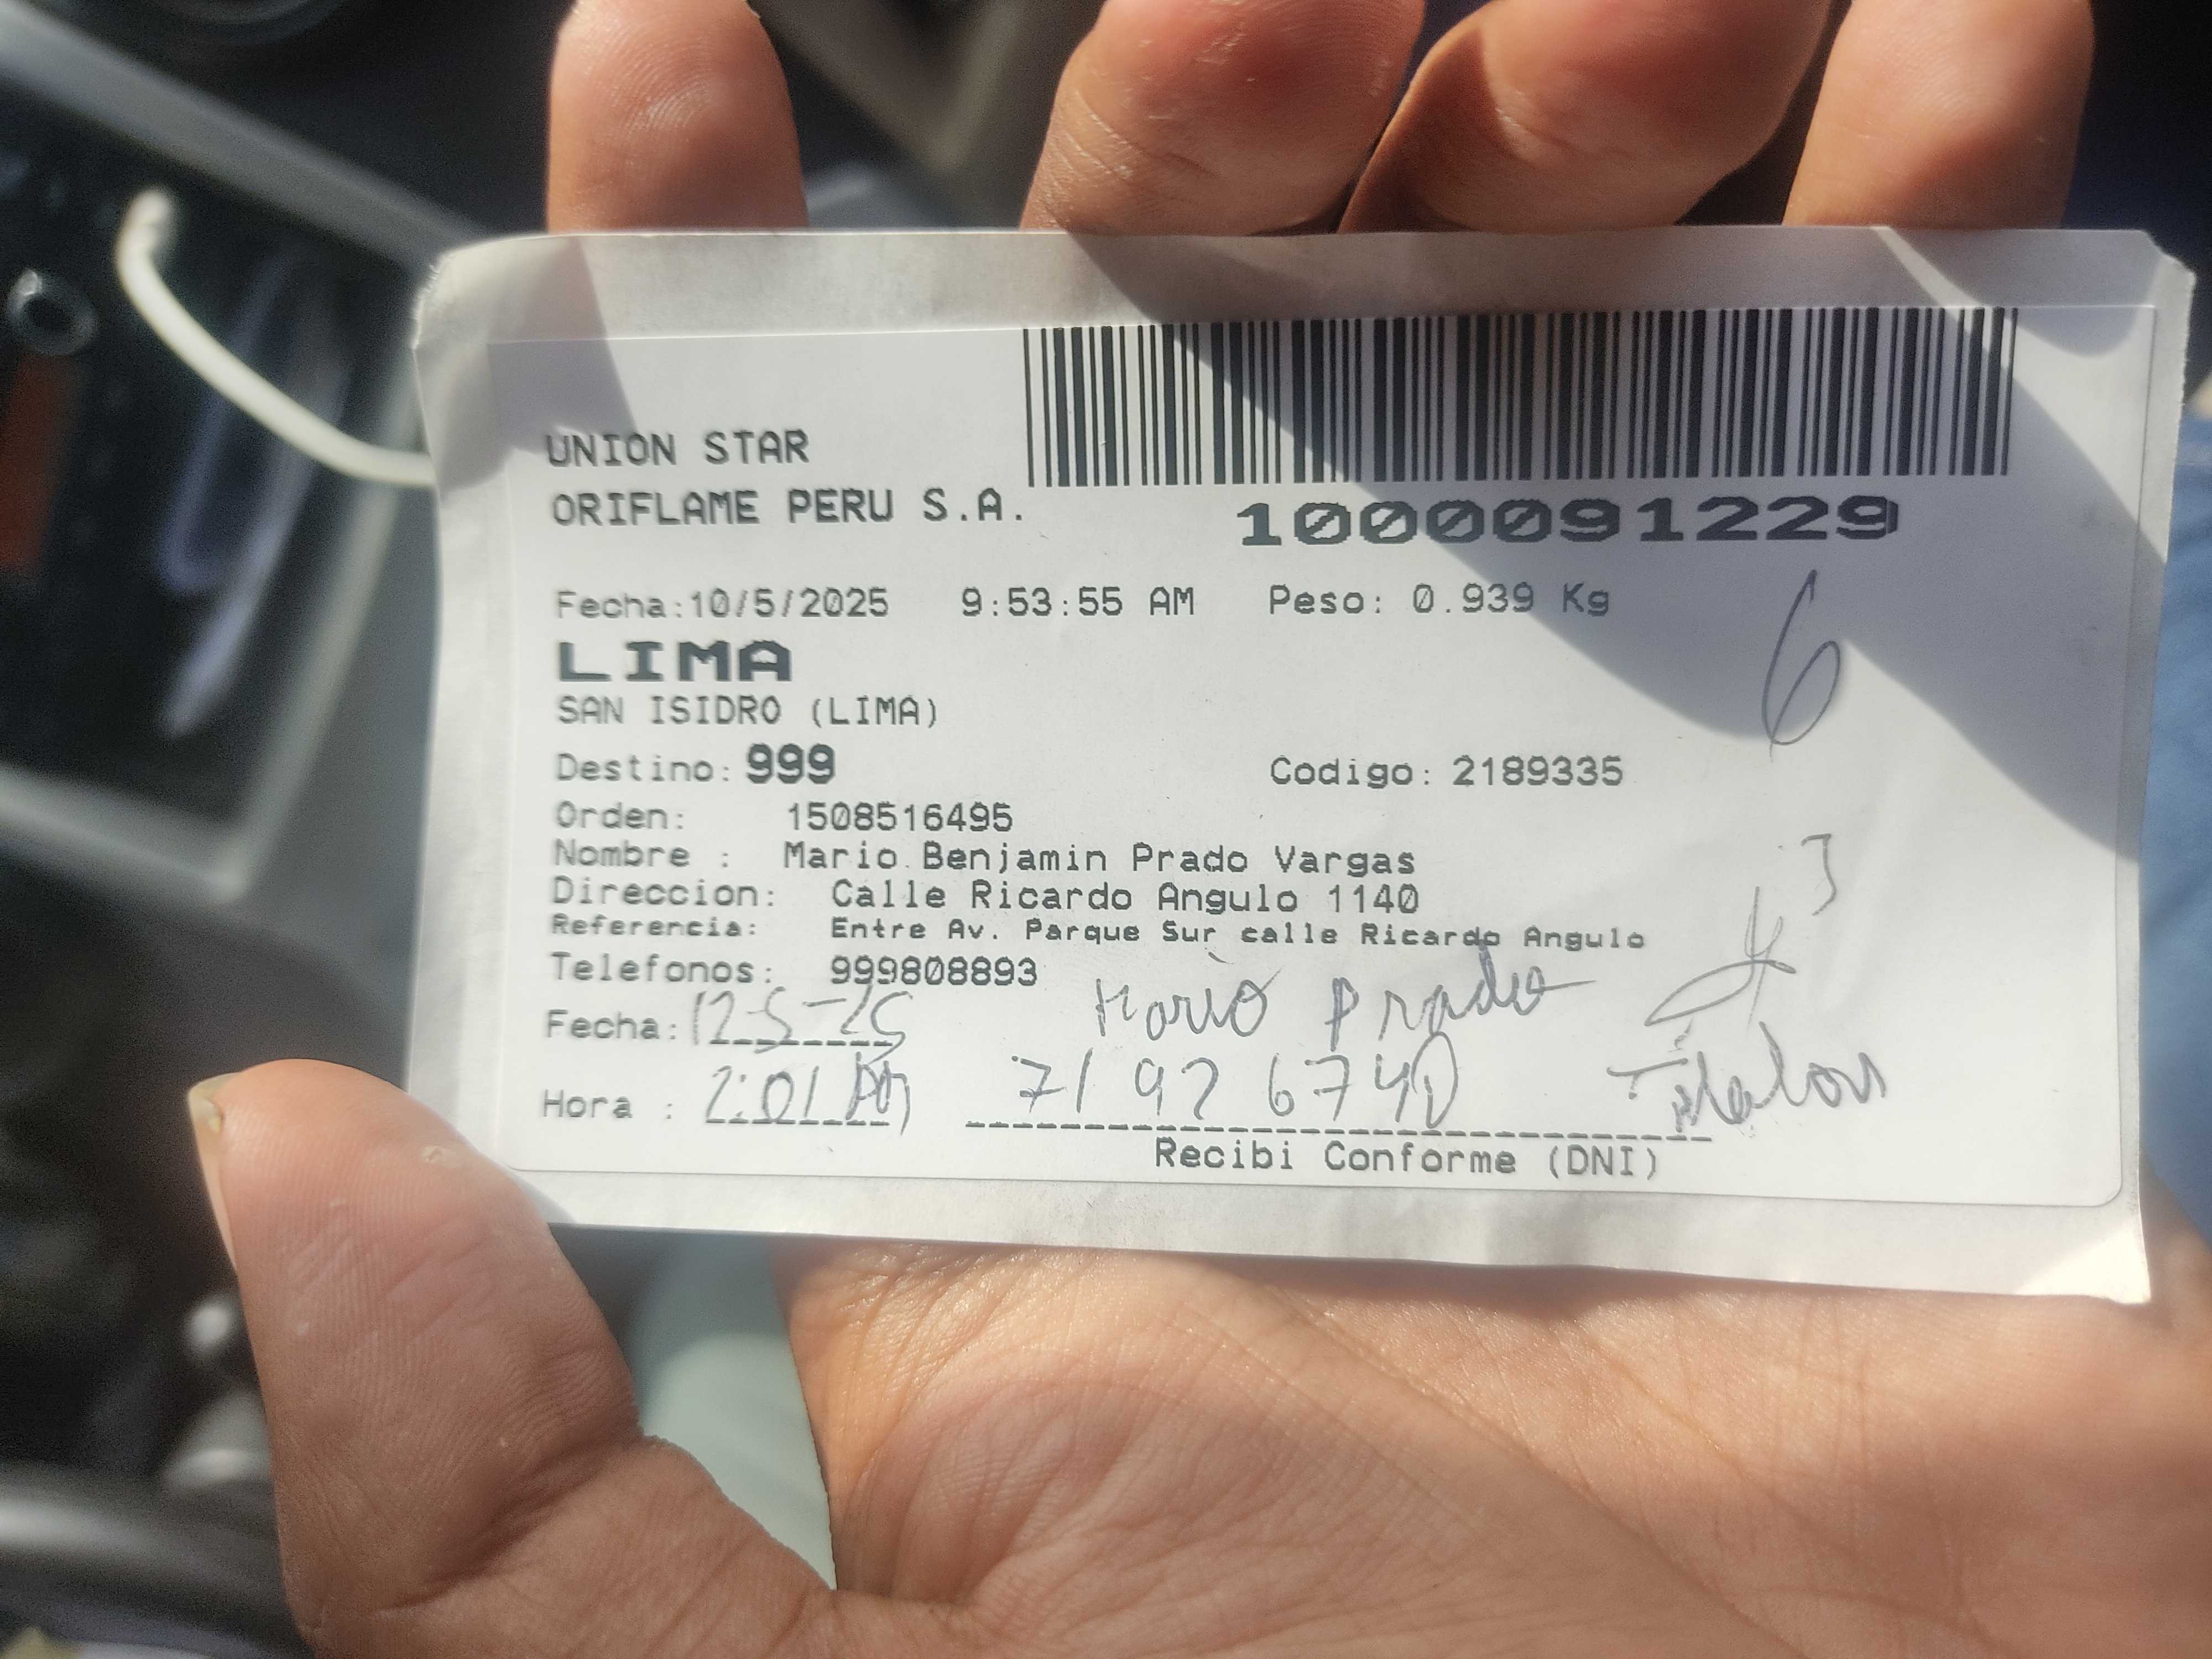 UNION STAR
ORIFLAME PERU S.A.
1000091229
Fecha:10/5/2025 9:53:55 AM Peso: 0.939 Kg
LIMA
6
SAN ISIDRO (LIMA)
Destino: 999 Codigo: 2189335
Orden: 1508516495
Nombre : Mario Benjamin Prado Vargas
Direccion: Calle Ricardo Angulo 1140
Referencia: Entre Av. Parque Sur calle Ricardo Angulo
Telefonos: 999808893
Mario Prado
Fecha: 12-5-25
Hora : 2:01 PM 71926740
Recibi Conforme (DNI)